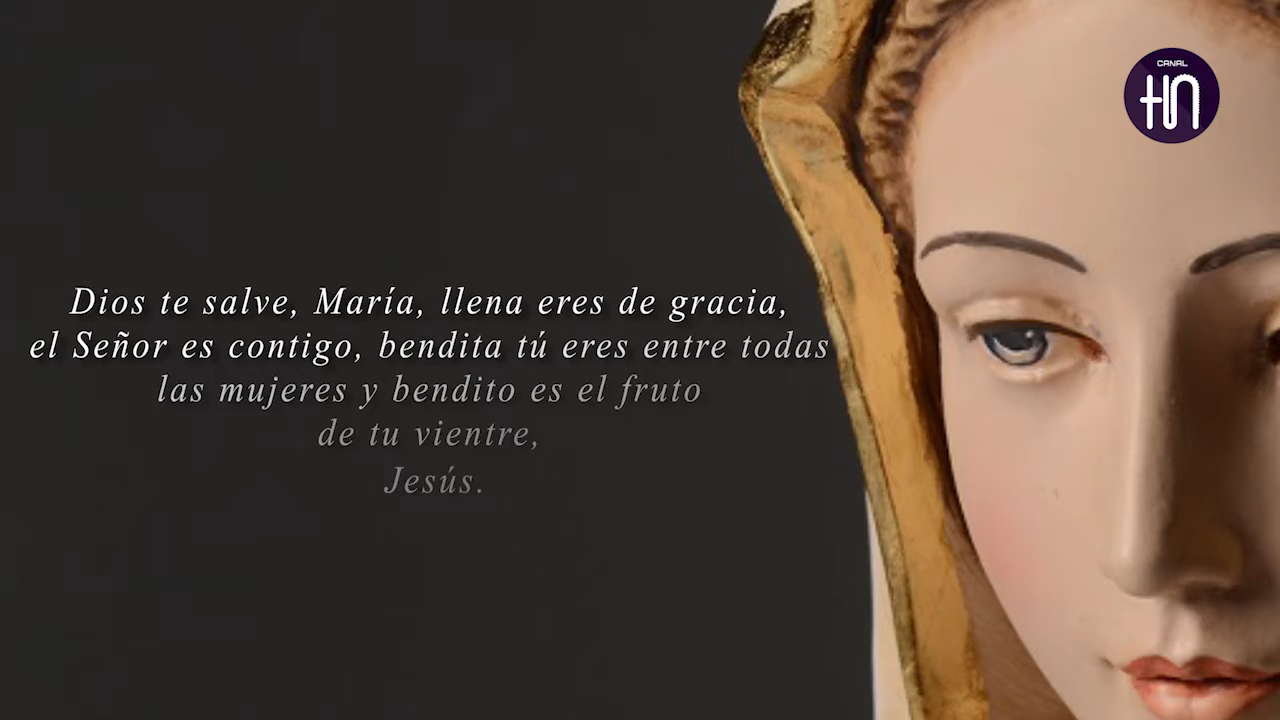 CANAL
HN
Dios te salve, María, llena eres de gracia,
el Señor es contigo, bendita tú eres entre todas
las mujeres y bendito es el fruto
de tu vientre,
Jesús.